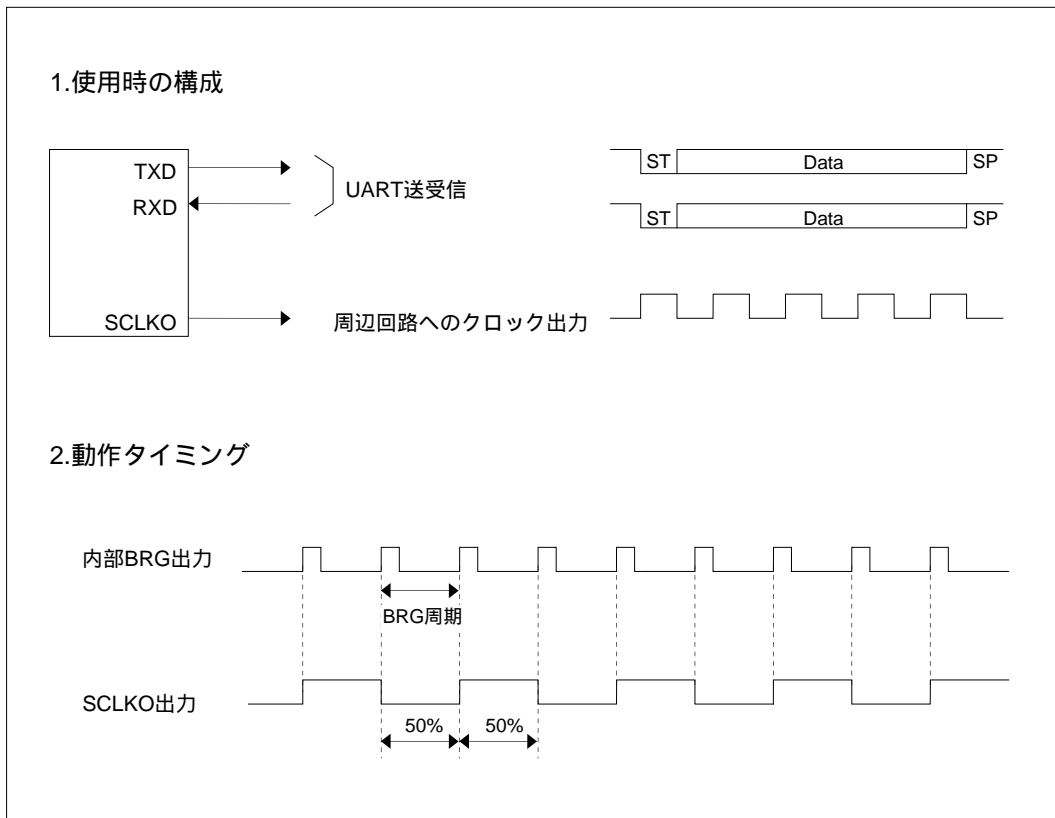 1.使用時の構成
TXD
RXD
UART送受信
SCLKO
周辺回路へのクロック出力
ST Data SP
ST Data SP
2.動作タイミング
内部BRG出力
BRG周期
SCLKO出力
50% 50%